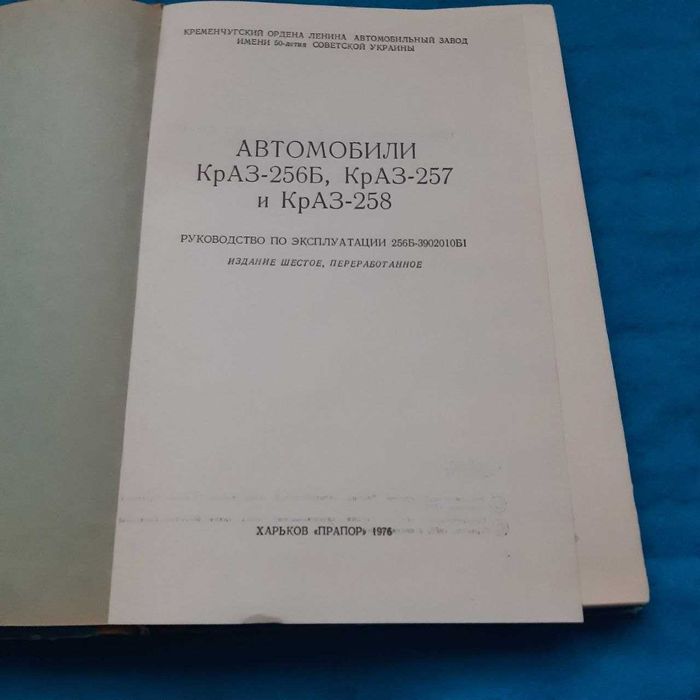 КРЕМЕНЧУГСКИЙ ОРДЕНА ЛЕНИНА АВТОМОБИЛЬНЫЙ ЗАВОД
ИМЕНИ 50-летия СОВЕТСКОЙ УКРАИНЫ
АВТОМОБИЛИ
КрАЗ-256Б, КрАЗ-257
и КрАЗ-258
РУКОВОДСТВО ПО ЭКСПЛУАТАЦИИ 256Б-3902010Б1
ИЗДАНИЕ ШЕСТОЕ, ПЕРЕРАБОТАННОЕ
ХАРЬКОВ «ПРАПОР» 1976